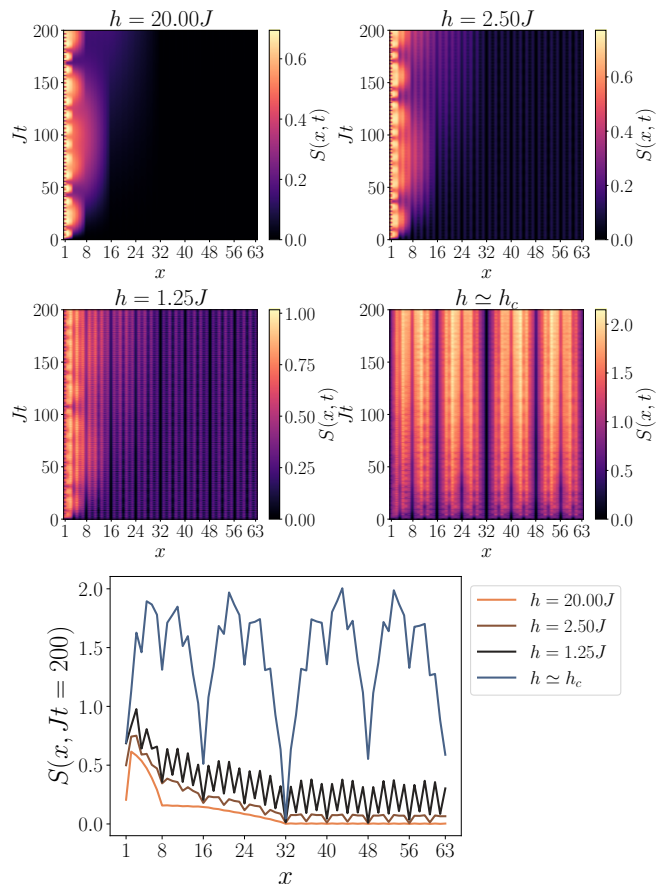 h = 20.00J
h = 2.50J
200
150
100
50
0
Jt
1 8 16 24 32 40 48 56 63
x
0.6
0.4
0.2
0.0
S(x, t)
200
150
100
50
0
Jt
1 8 16 24 32 40 48 56 63
x
0.6
0.4
0.2
0.0
S(x, t)
h = 1.25J
h ≃ h_c
200
150
100
50
0
Jt
1 8 16 24 32 40 48 56 63
x
1.00
0.75
0.50
0.25
0.00
S(x, t)
200
150
100
50
0
Jt
1 8 16 24 32 40 48 56 63
x
2.0
1.5
1.0
0.5
0.0
S(x, t)
2.0
1.5
1.0
0.5
0.0
S(x, Jt = 200)
1 8 16 24 32 40 48 56 63
x
h = 20.00J
h = 2.50J
h = 1.25J
h ≃ h_c